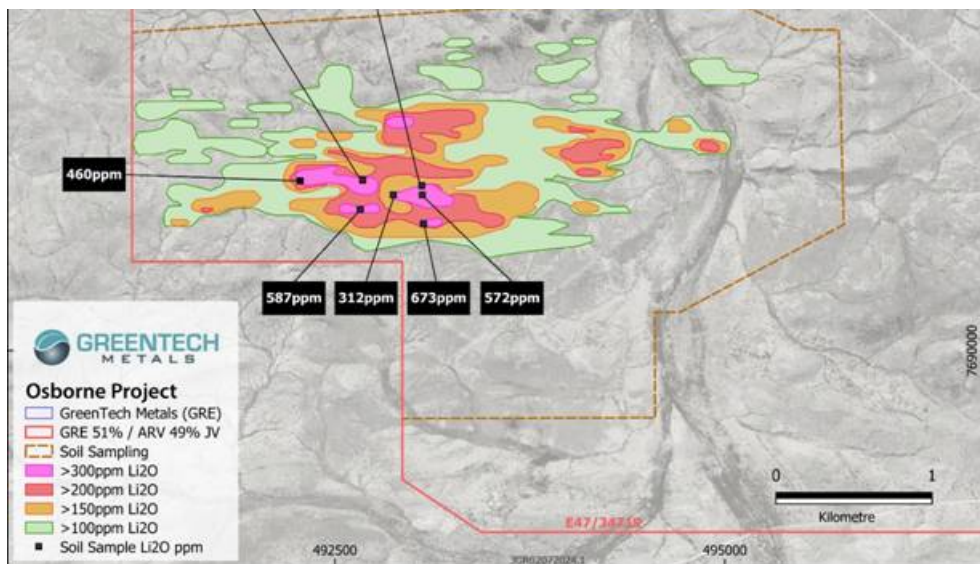 460ppm
587ppm
312ppm
673ppm
572ppm
GREENTECH
METALS
Osborne Project
GreenTech Metals (GRE)
GRE 51% / ARV 49% JV
Soil Sampling
>300ppm Li2O
>200ppm Li2O
>150ppm Li2O
>100ppm Li2O
Soil Sample Li2O ppm
7690000
0
1
Kilometre
492500
495000